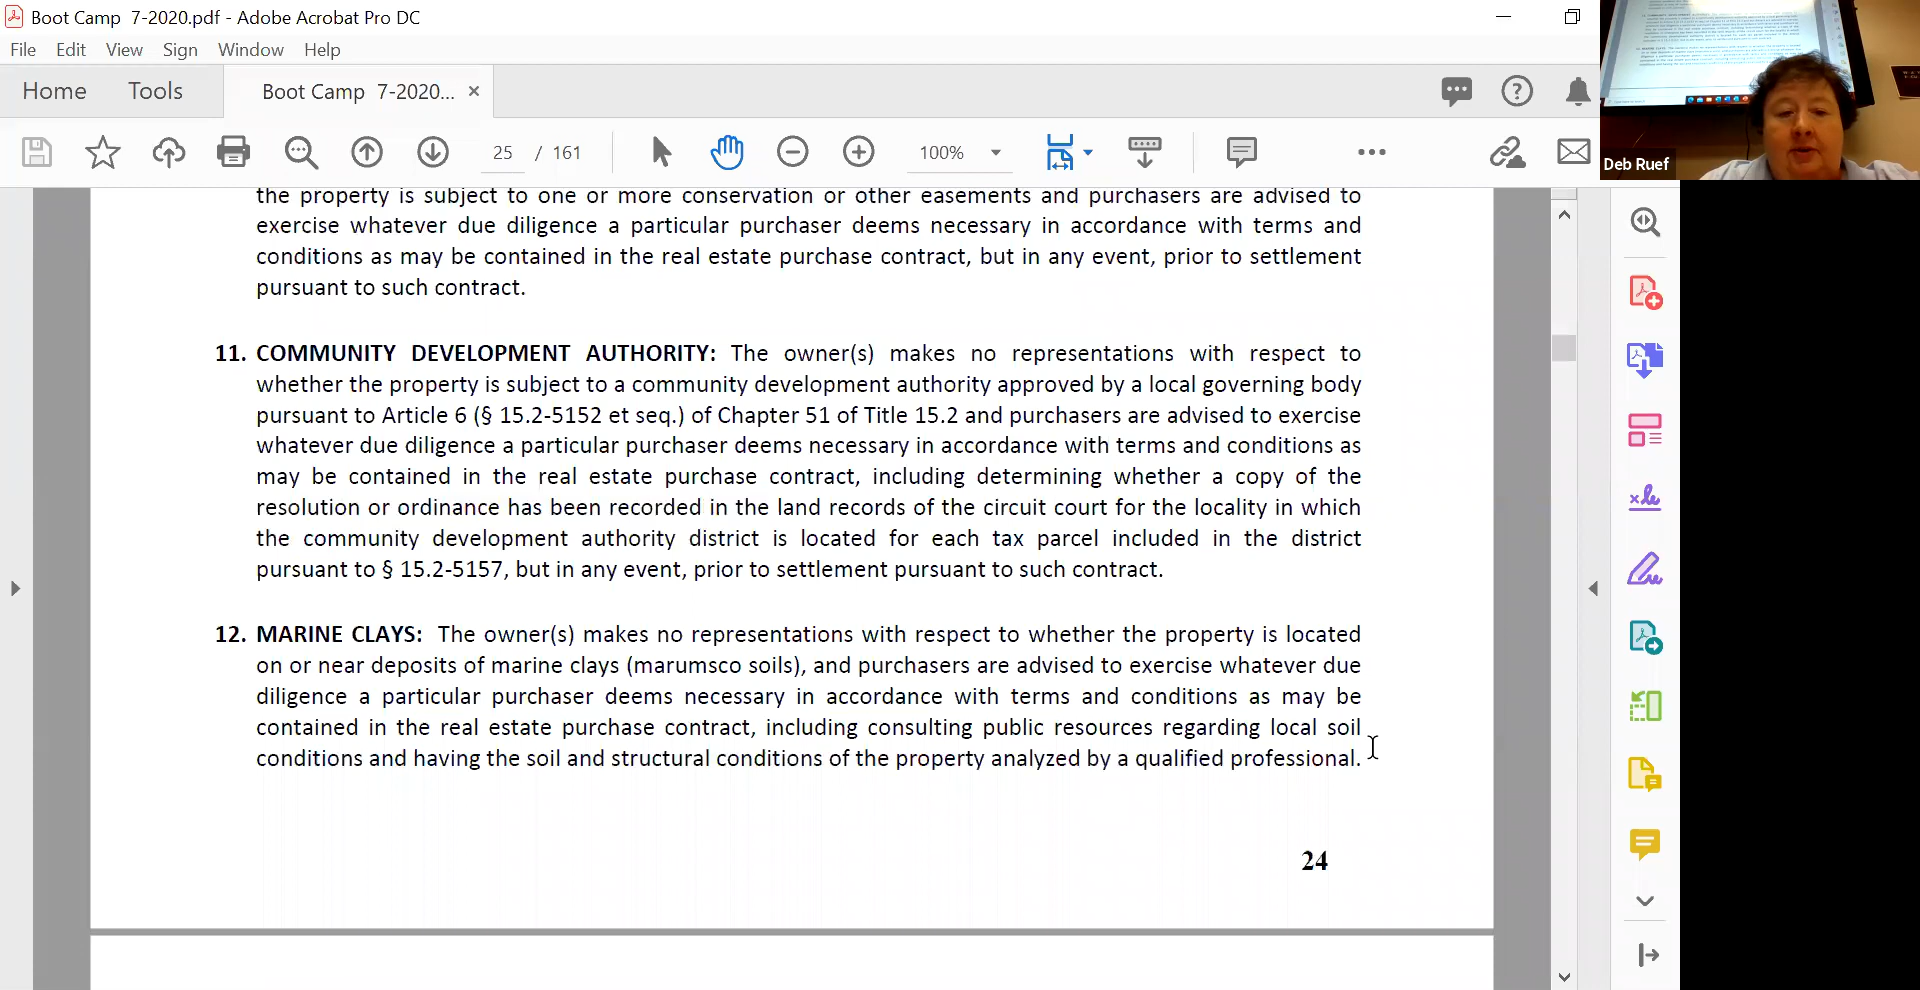 Boot Camp 7-2020.pdf - Adobe Acrobat Pro DC
File Edit View Sign Window Help
Home Tools Boot Camp 7-2020... ×
25 / 161 100%
Deb Ruef
the property is subject to one or more conservation or other easements and purchasers are advised to
exercise whatever due diligence a particular purchaser deems necessary in accordance with terms and
conditions as may be contained in the real estate purchase contract, but in any event, prior to settlement
pursuant to such contract.
11. COMMUNITY DEVELOPMENT AUTHORITY: The owner(s) makes no representations with respect to
whether the property is subject to a community development authority approved by a local governing body
pursuant to Article 6 (§ 15.2-5152 et seq.) of Chapter 51 of Title 15.2 and purchasers are advised to exercise
whatever due diligence a particular purchaser deems necessary in accordance with terms and conditions as
may be contained in the real estate purchase contract, including determining whether a copy of the
resolution or ordinance has been recorded in the land records of the circuit court for the locality in which
the community development authority district is located for each tax parcel included in the district
pursuant to § 15.2-5157, but in any event, prior to settlement pursuant to such contract.
12. MARINE CLAYS: The owner(s) makes no representations with respect to whether the property is located
on or near deposits of marine clays (marumsco soils), and purchasers are advised to exercise whatever due
diligence a particular purchaser deems necessary in accordance with terms and conditions as may be
contained in the real estate purchase contract, including consulting public resources regarding local soil
conditions and having the soil and structural conditions of the property analyzed by a qualified professional.
24